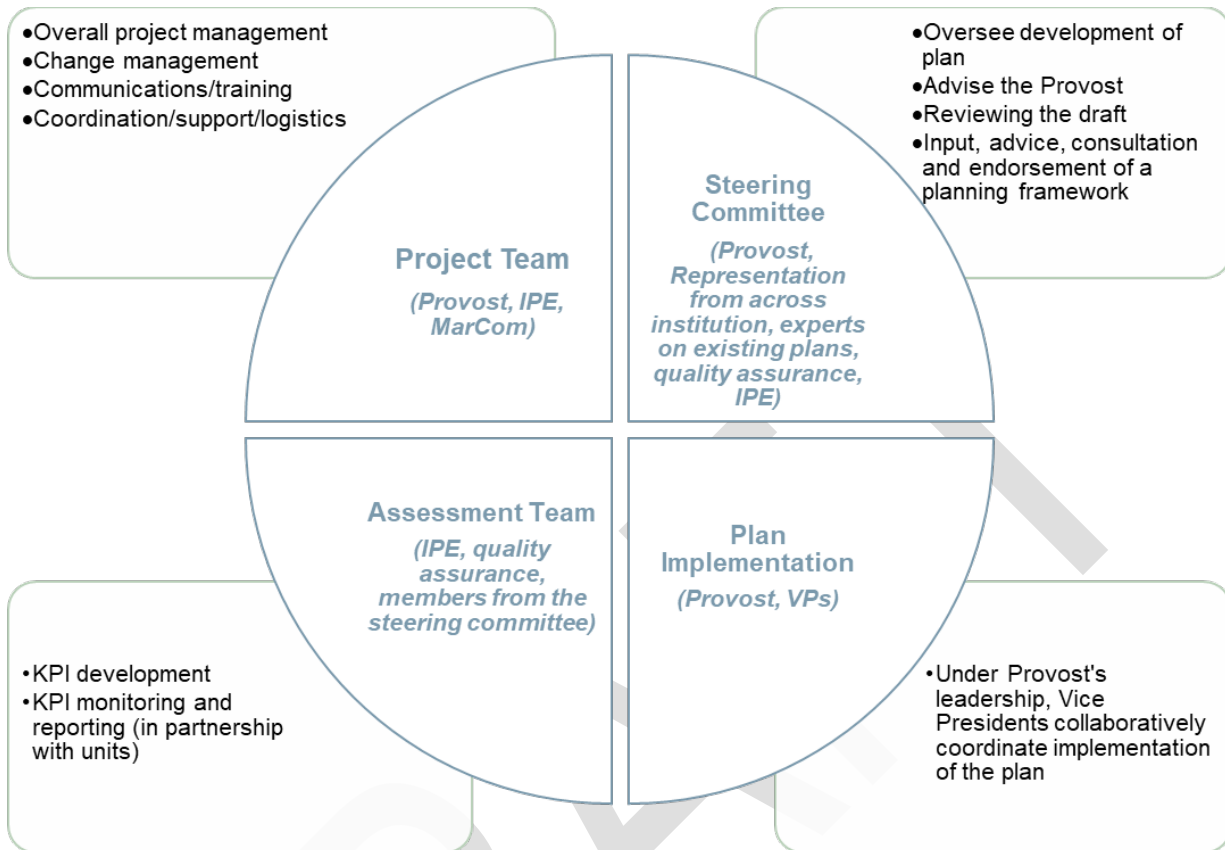 •Overall project management
•Change management
•Communications/training
•Coordination/support/logistics
•Oversee development of
plan
•Advise the Provost
•Reviewing the draft
•Input, advice, consultation
and endorsement of a
planning framework
Project Team
(Provost, IPE,
MarCom)
Steering
Committee
(Provost,
Representation
from across
institution, experts
on existing plans,
quality assurance,
IPE)
Assessment Team
(IPE, quality
assurance,
members from the
steering committee)
Plan
Implementation
(Provost, VPs)
•KPI development
•KPI monitoring and
reporting (in partnership
with units)
•Under Provost's
leadership, Vice
Presidents collaboratively
coordinate implementation
of the plan